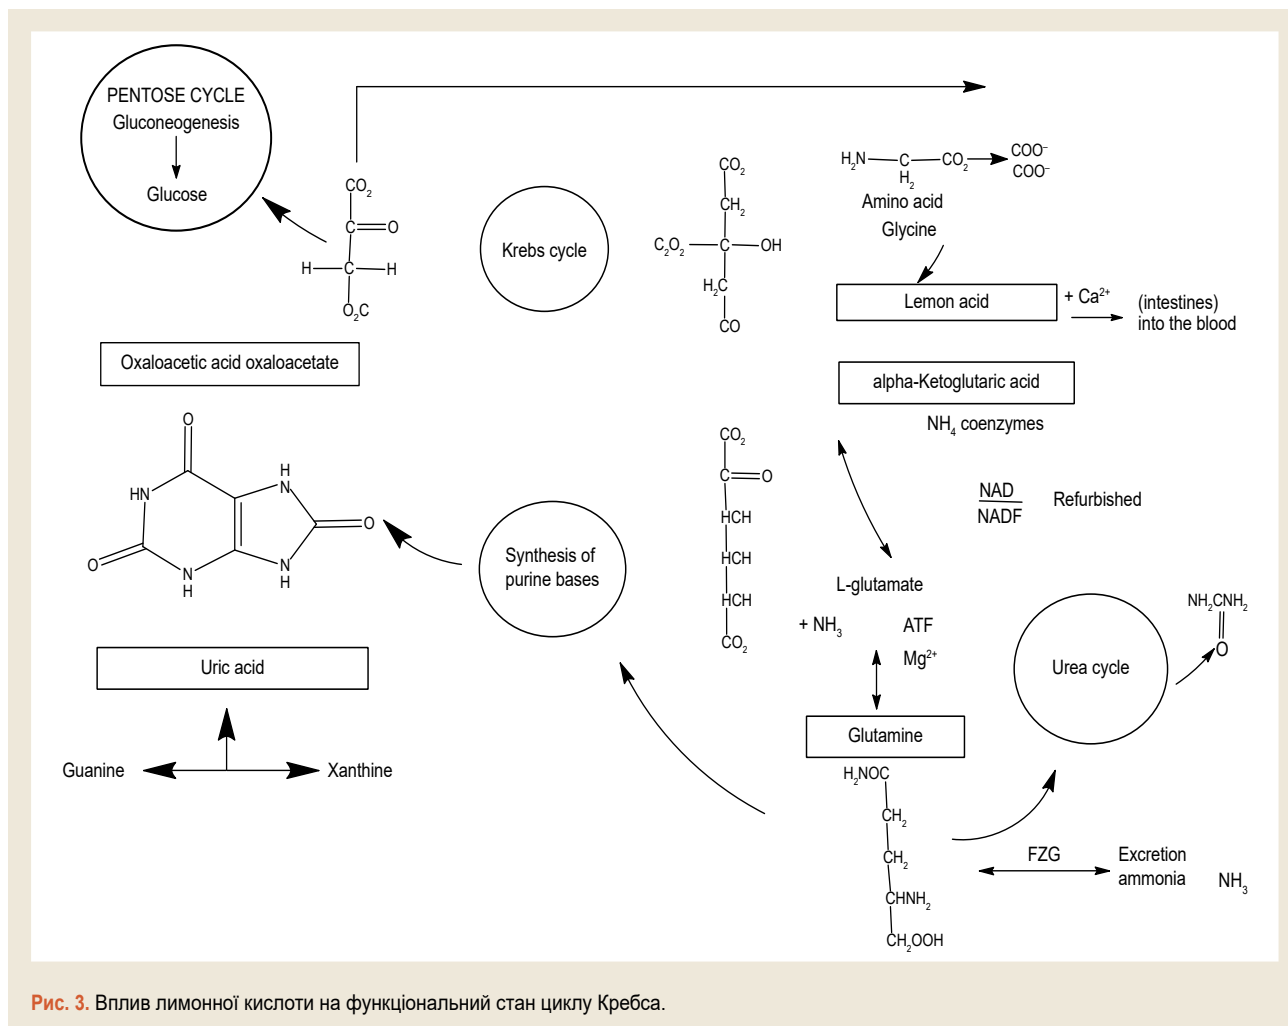 PENTOSE CYCLE
Gluconeogenesis
Glucose
CO2
C=O
H—C—H
O2C
Oxaloacetic acid oxaloacetate
Krebs cycle
CO2
CH2
C2O2—C—OH
H2C
CO
H2N—C—CO2
H2
COO–
COO–
Amino acid
Glycine
Lemon acid
+ Ca2+
(intestines)
into the blood
alpha-Ketoglutaric acid
NH4 coenzymes
NAD
NADF
Refurbished
CO2
C=O
HCH
HCH
HCH
CO2
L-glutamate
+ NH3
ATF
Mg2+
Glutamine
H2NOC
CH2
CH2
CHNH2
CH2OOH
Urea cycle
NH2CNH2
O
FZG
Excretion
ammonia
NH3
Synthesis of
purine bases
O
HN
H
N
O
O
N
H
N
H
Uric acid
Guanine
Xanthine
Рис. 3. Вплив лимонної кислоти на функціональний стан циклу Кребса.